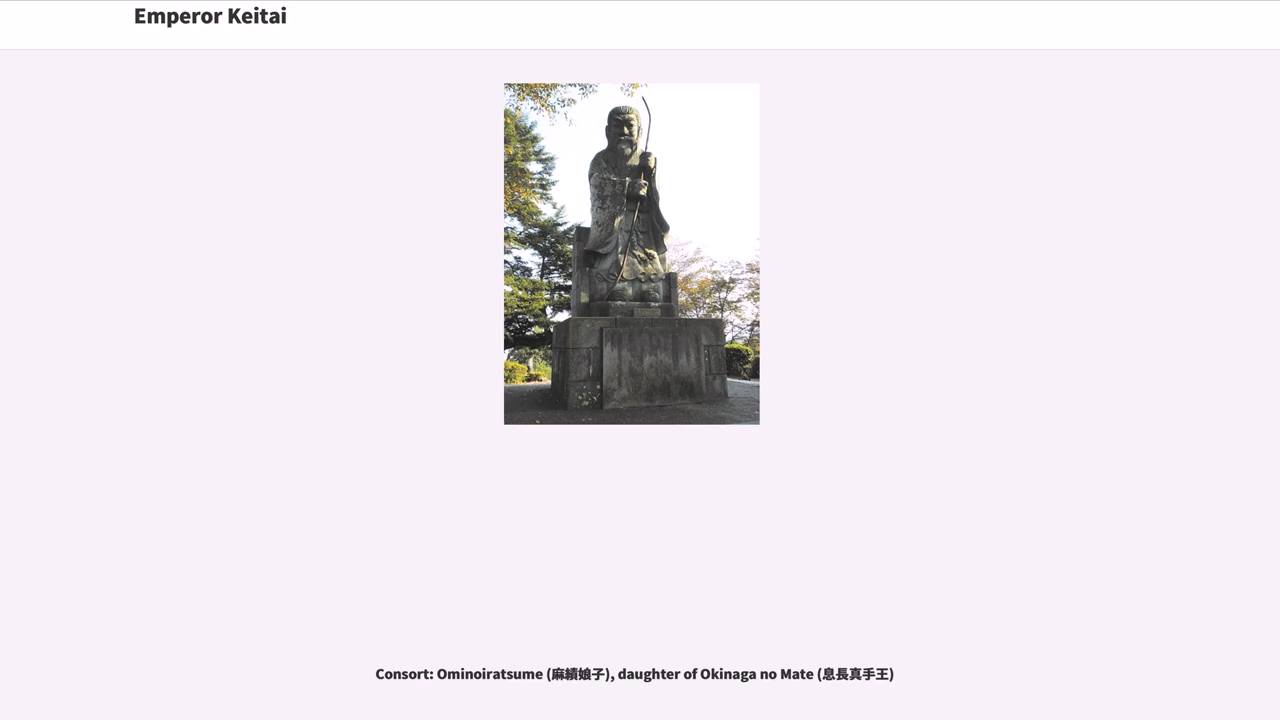 Emperor Keitai
Consort: Ominoiratsume (麻績娘子), daughter of Okinaga no Mate (息長真手王)